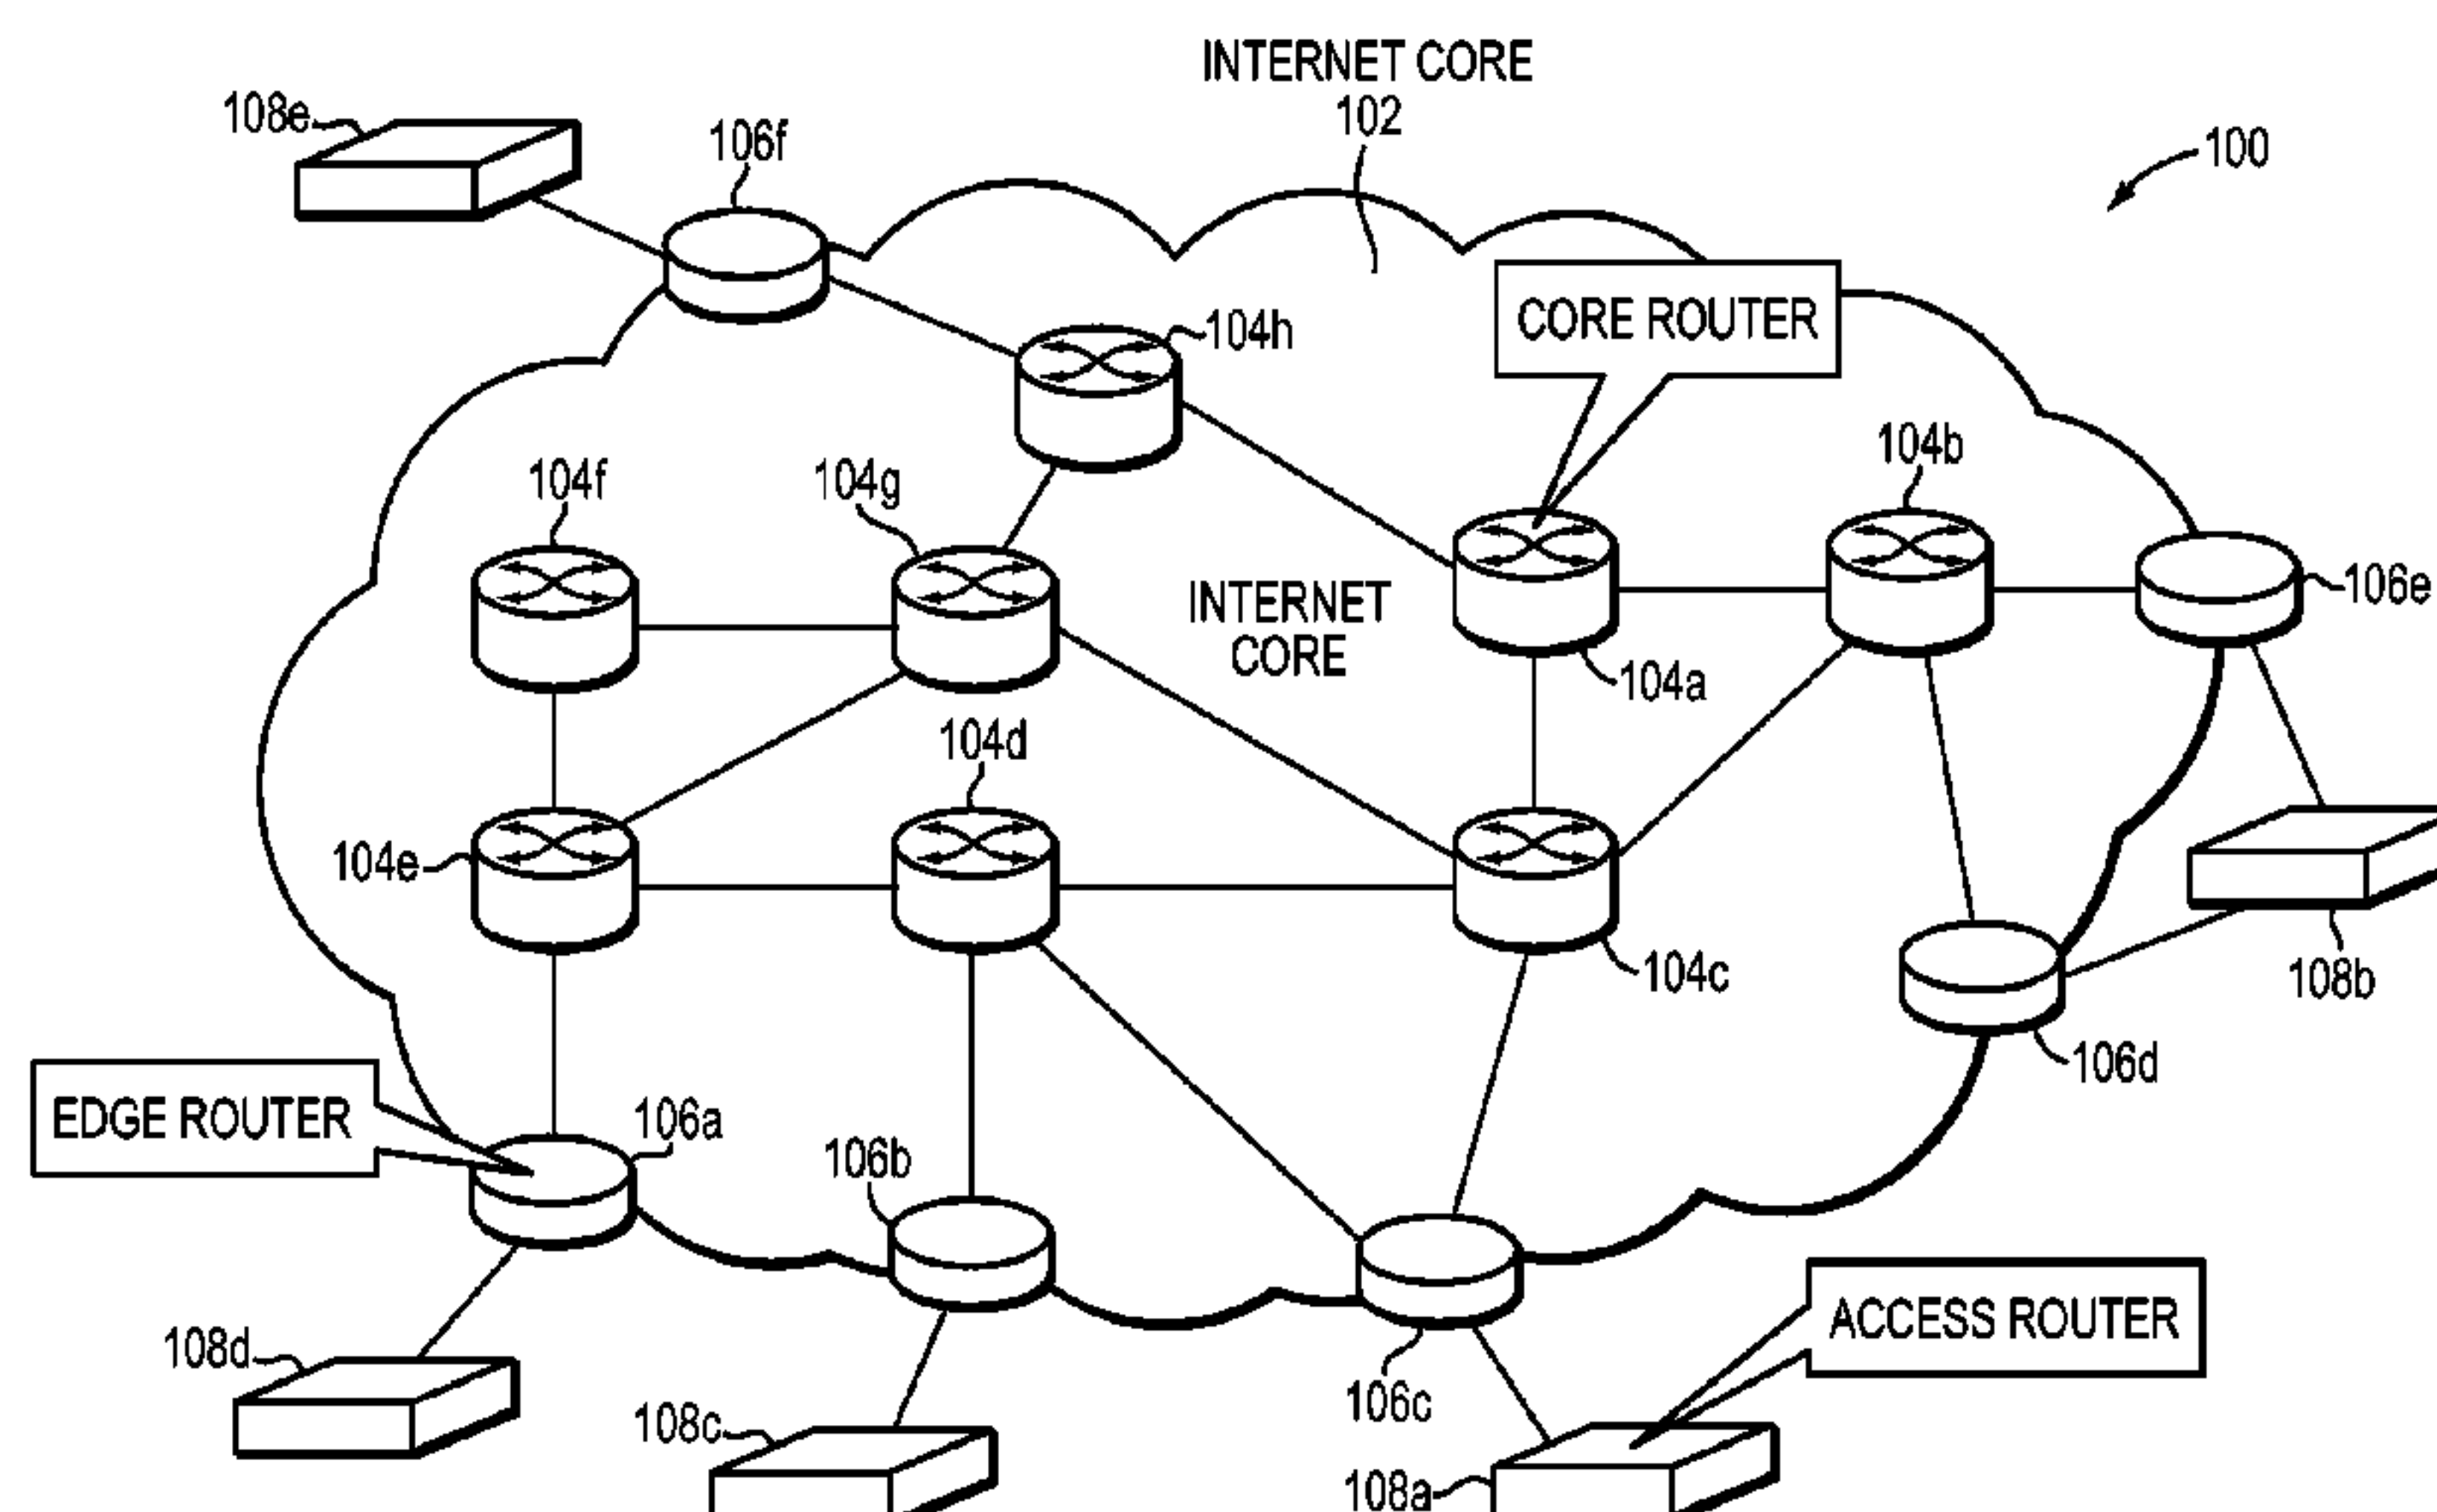 INTERNET CORE
102
108e
106f
100
104h
CORE ROUTER
104b
104f
104g
106e
INTERNET
CORE
104a
104d
104e
104c
108b
106d
EDGE ROUTER
106a
106b
ACCESS ROUTER
108d
106c
108c
108a